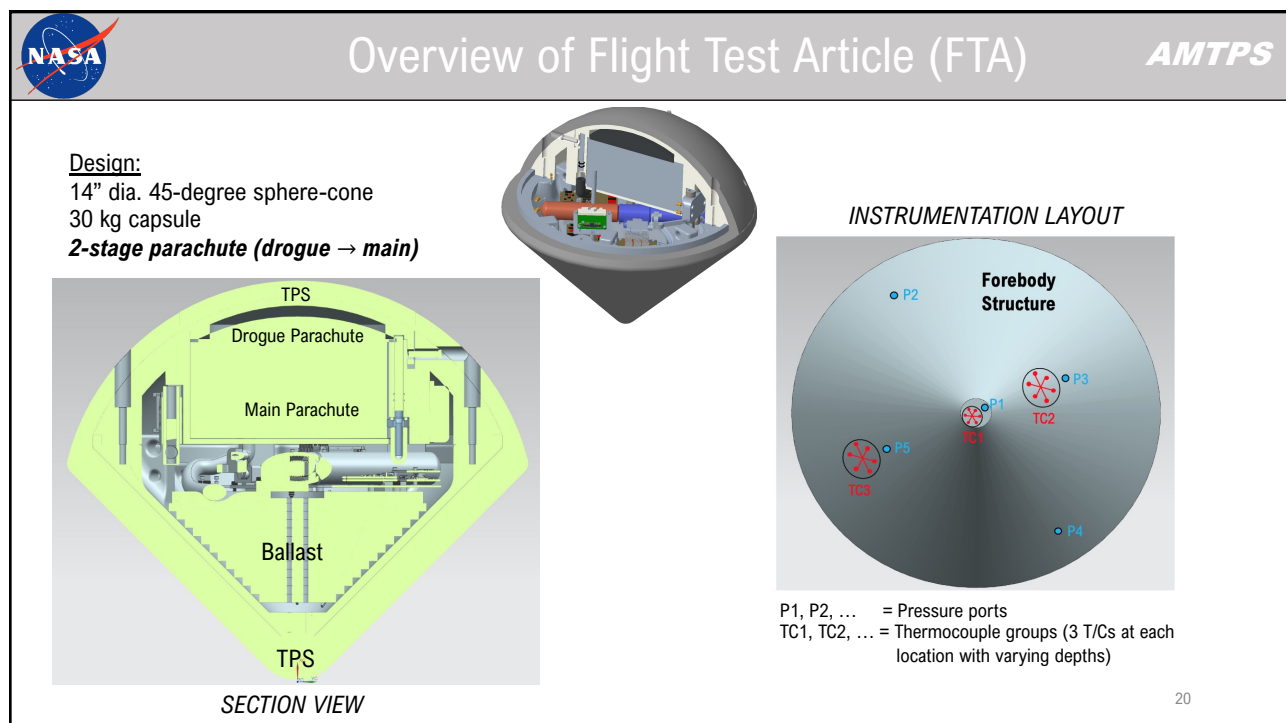 NASA
Overview of Flight Test Article (FTA)
AMTPS
Design:
14” dia. 45-degree sphere-cone
30 kg capsule
2-stage parachute (drogue → main)
TPS
Drogue Parachute
Main Parachute
Ballast
TPS
SECTION VIEW
INSTRUMENTATION LAYOUT
Forebody
Structure
P2
P3
P1
TC2
TC1
P5
TC3
P4
P1, P2, … = Pressure ports
TC1, TC2, … = Thermocouple groups (3 T/Cs at each
location with varying depths)
20